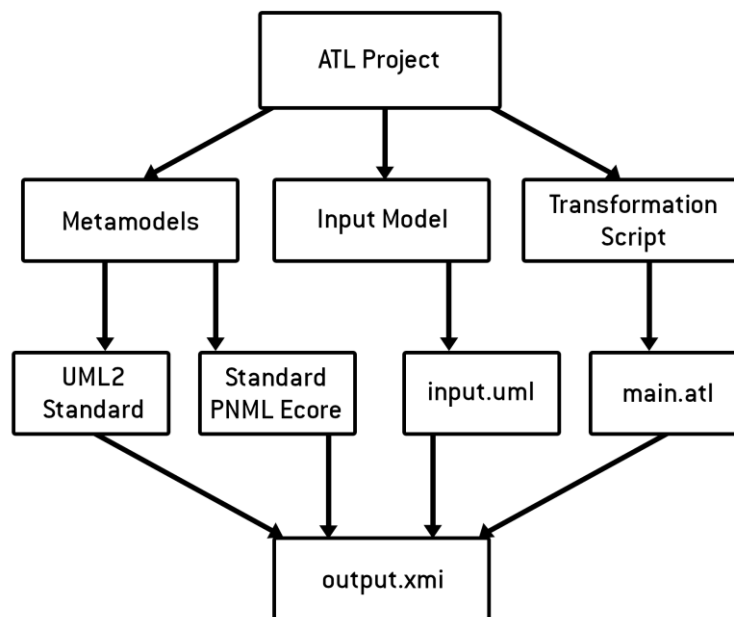 ATL Project
Metamodels
Input Model
Transformation
Script
UML2
Standard
Standard
PNML Ecore
input.uml
main.atl
output.xmi